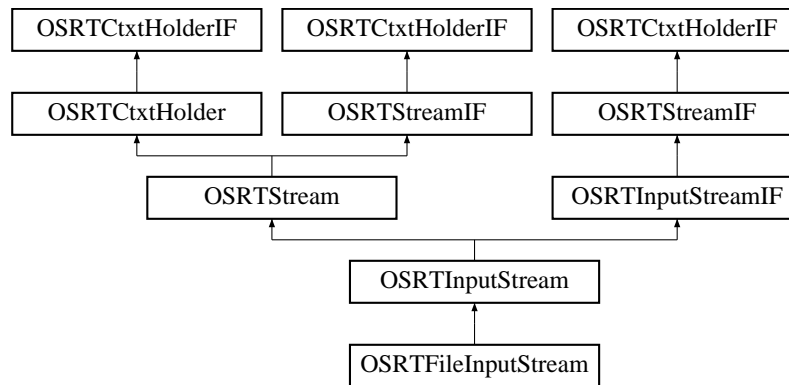 OSRTCtxtHolderIF
OSRTCtxtHolderIF
OSRTCtxtHolderIF
OSRTCtxtHolder
OSRTStreamIF
OSRTStreamIF
OSRTStream
OSRTInputStreamIF
OSRTInputStream
OSRTFileInputStream